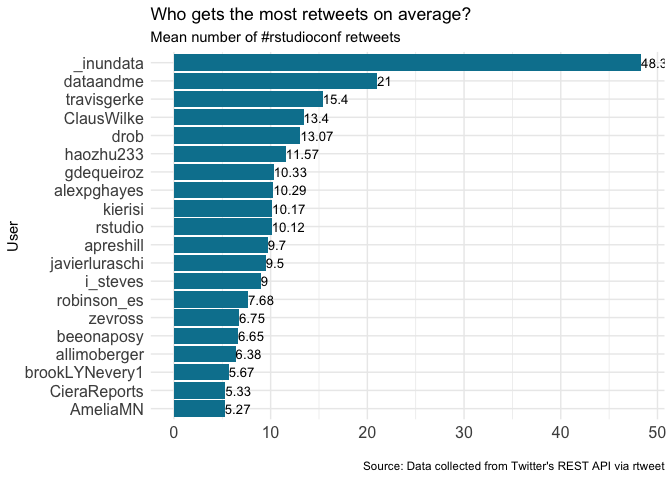 Who gets the most retweets on average?
Mean number of #rstudioconf retweets
User
_inundata 48.3
dataandme 21
travisgerke 15.4
ClausWilke 13.4
drob 13.07
haozhu233 11.57
gdequeiroz 10.33
alexpghayes 10.29
kierisi 10.17
rstudio 10.12
apreshill 9.7
javierluraschi 9.5
i_steves 9
robinson_es 7.68
zevross 6.75
beeonaposy 6.65
allimoberger 6.38
brookLYNevery1 5.67
CieraReports 5.33
AmeliaMN 5.27
0 10 20 30 40 50
Source: Data collected from Twitter's REST API via rtweet